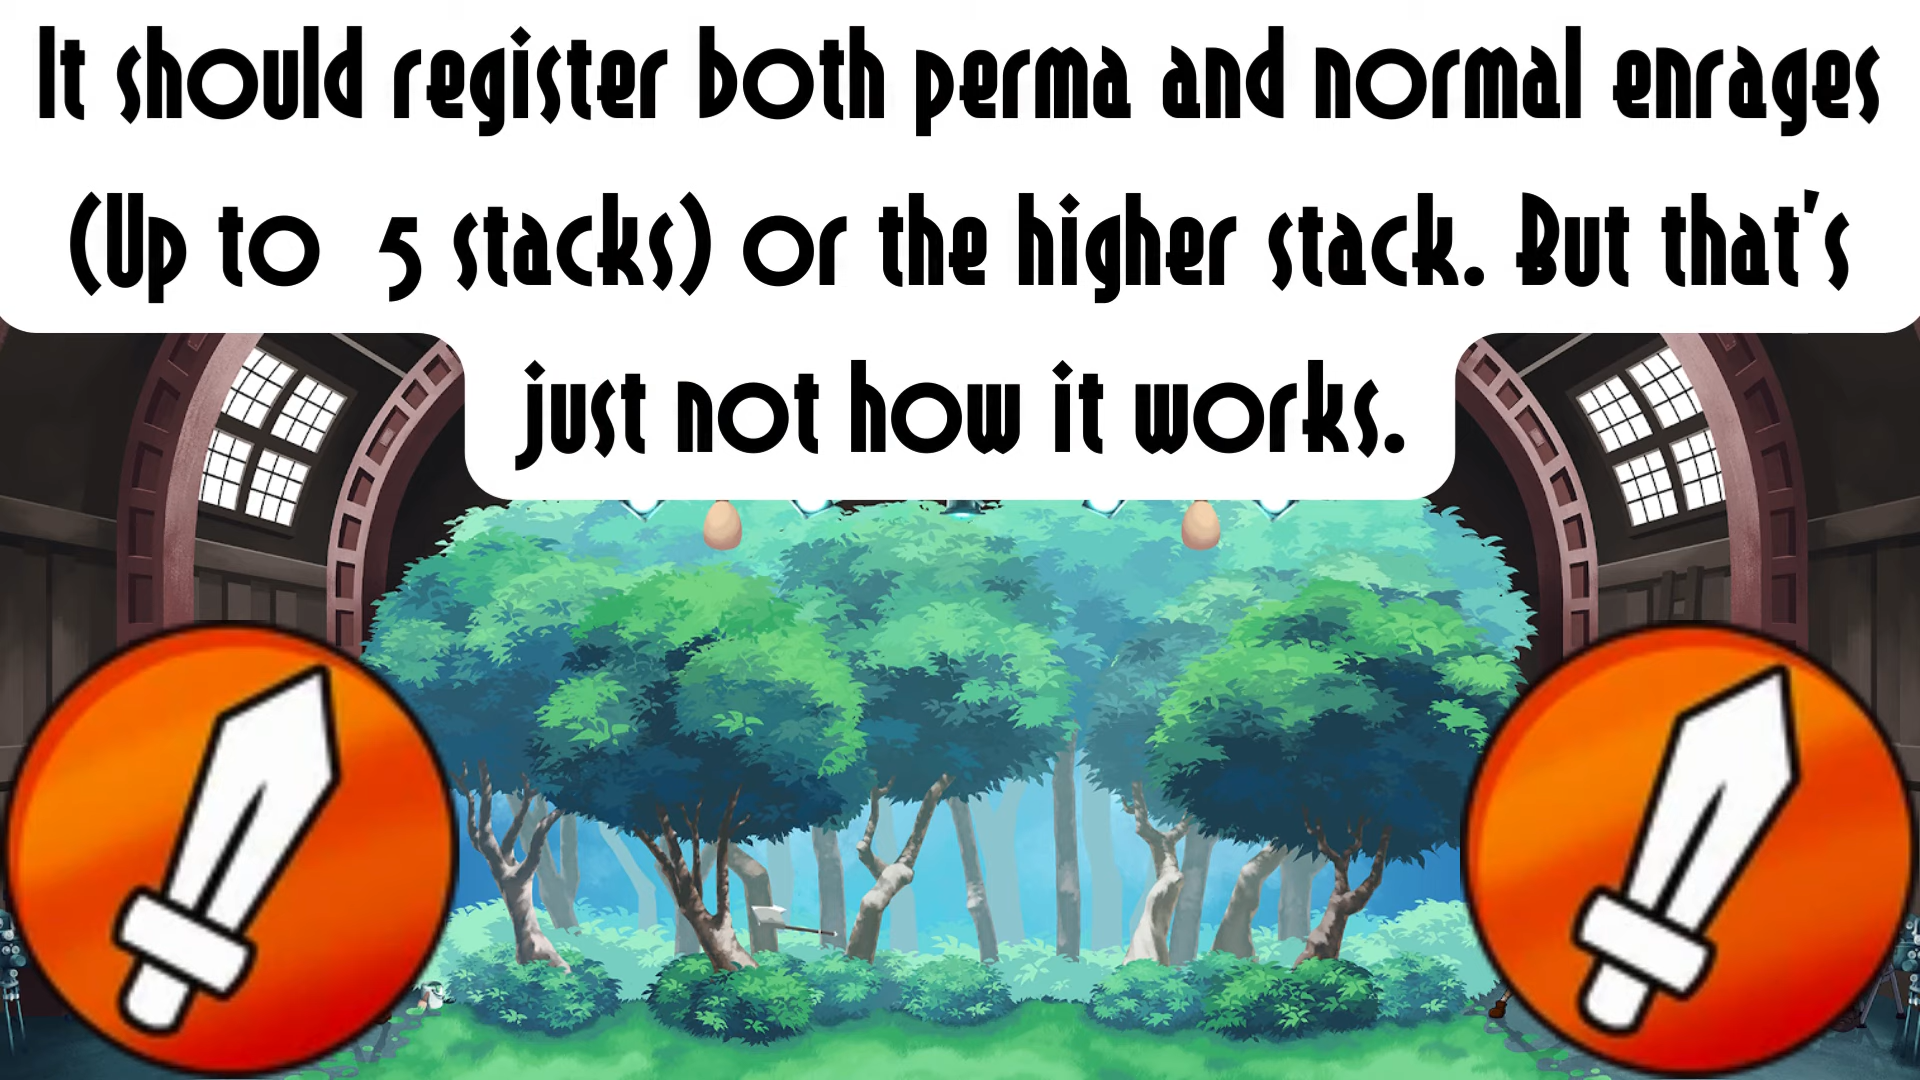 It should register both perma and normal enrages
(Up to 5 stacks) or the higher stack. But that's
just not how it works.